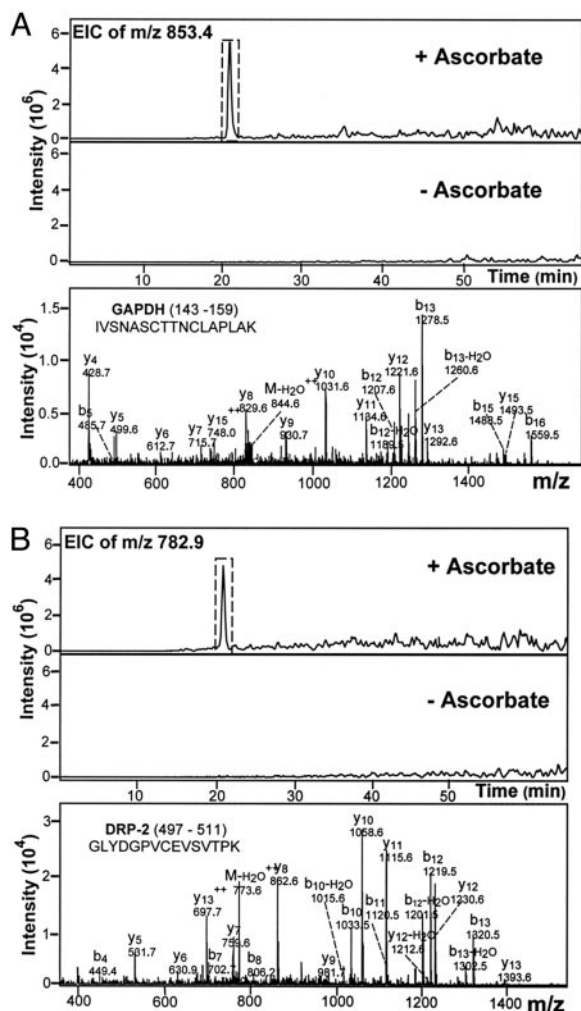 A
EIC of m/z 853.4
+ Ascorbate
- Ascorbate
Intensity (10⁶)
6
4
2
0
6
4
2
0
10 20 30 40 50 Time (min)
GAPDH (143 -159)
IVSNASCTTNCLAPLAK
Intensity (10⁴)
1.5
1.0
0.5
0.0
y4
428.7
b5
485.7
y5
499.6
y6
612.7
y7
715.7
y15
748.0
++
y8
829.6
M-H2O ++
844.6
y9
930.7
y10
1031.6
y11
1134.6
b12
1207.6
b12-H2O
1189.5
y12
1221.6
b13
1278.5
b13-H2O
1260.6
y13
1292.6
b15
1488.5
y15
1493.5
b16
1559.5
400 600 800 1000 1200 1400 m/z
B
EIC of m/z 782.9
+ Ascorbate
- Ascorbate
Intensity (10⁶)
6
4
2
0
6
4
2
0
0 10 20 30 40 50 Time (min)
DRP-2 (497 - 511)
GLYDGPVCEVSVTPK
Intensity (10⁴)
3
2
1
0
b4
449.4
y5
531.7
y6
630.9
y13
697.7
++
b7
702.7
y7
M-H2O ++
773.6
b8
806.2
y8
862.6
y9
981.7
b10-H2O
1015.6
b10
1033.5
y10
1058.6
y11
1115.6
b11
1120.5
b12
1219.5
b12-H2O
1201.5
y12-H2O
1212.6
y12
1230.6
b13
1320.5
b13-H2O
1302.5
y13
1393.6
400 600 800 1000 1200 1400 m/z